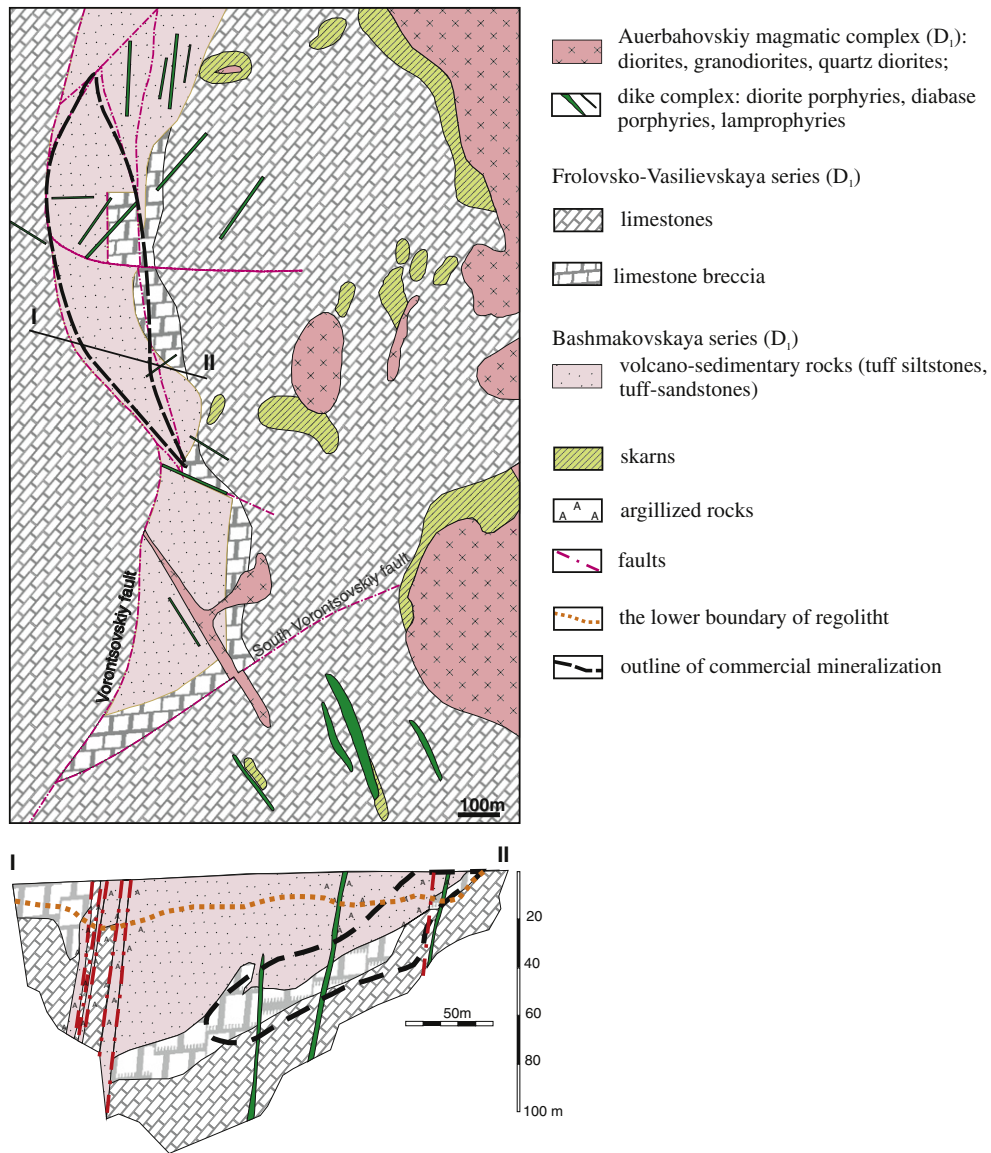 Auerbahovskiy magmatic complex (D₁):
diorites, granodiorites, quartz diorites;
dike complex: diorite porphyries, diabase
porphyries, lamprophyries
Frolovsko-Vasilievskaya series (D₁)
limestones
limestone breccia
Bashmakovskaya series (D₁)
volcano-sedimentary rocks (tuff siltstones,
tuff-sandstones)
skarns
A
A A
argillized rocks
faults
the lower boundary of regolitht
outline of commercial mineralization
I
II
Vorontsovskiy fault
South Vorontsovskiy fault
100m
I
II
20
40
60
80
100 m
50m
A A A A A A A A A A A A A A A A A A